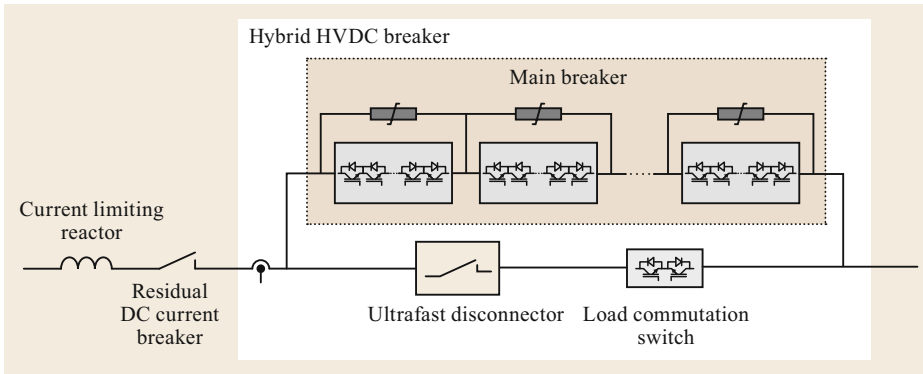 Hybrid HVDC breaker
Main breaker
Current limiting
reactor
Residual
DC current
breaker
Ultrafast disconnector
Load commutation
switch